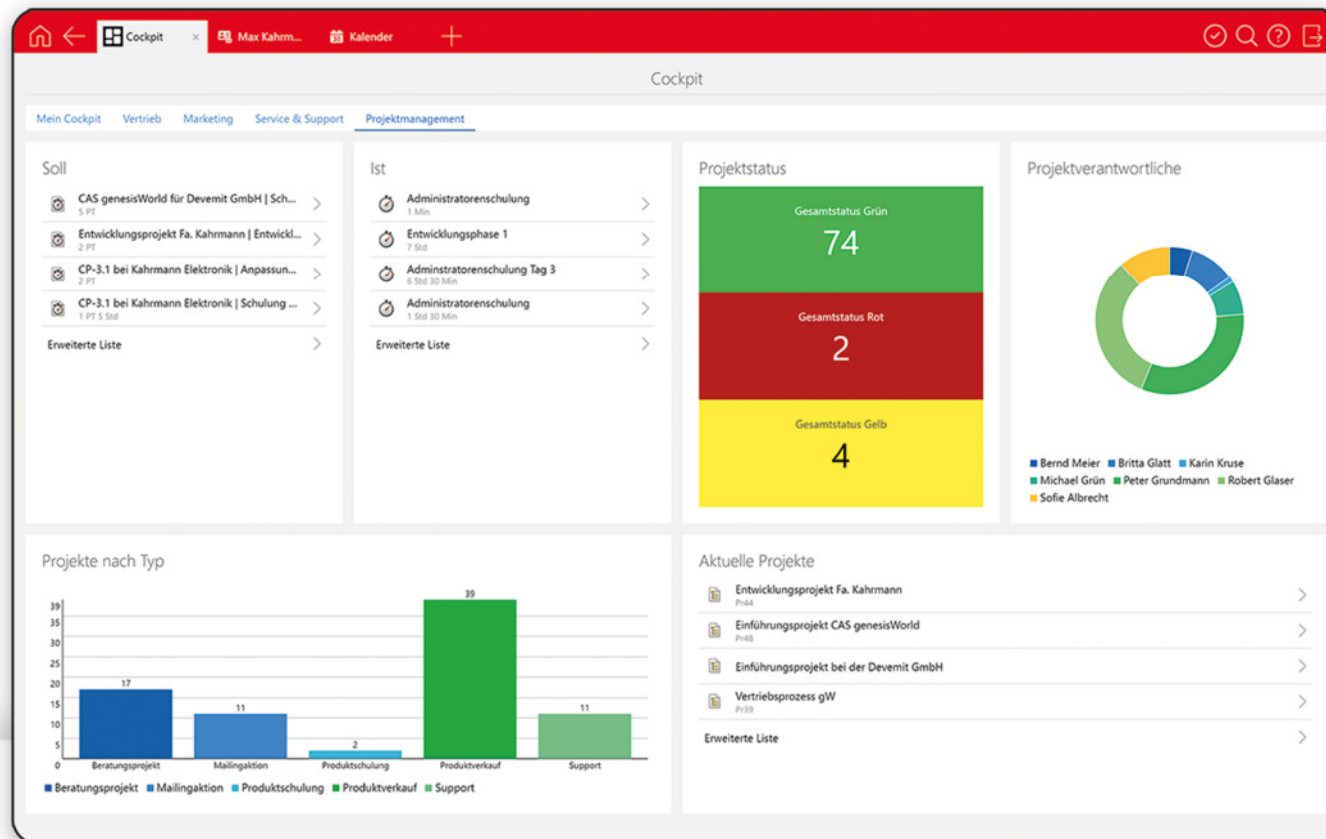 Cockpit
Max Kahrm...
Kalender
Cockpit
Mein Cockpit Vertrieb Marketing Service & Support Projektmanagement
Soll
CAS genesisWorld für Devemit GmbH | Sch...
5 PT
Entwicklungsprojekt Fa. Kahrmann | Entwickl...
2 PT
CP-3.1 bei Kahrmann Elektronik | Anpassun...
2 PT
CP-3.1 bei Kahrmann Elektronik | Schulung ...
1 PT 5 Std
Erweiterte Liste
Ist
Administratorenschulung
1 Min
Entwicklungsphase 1
7 Std
Adminstratorenschulung Tag 3
6 Std 30 Min
Administratorenschulung
1 Std 30 Min
Erweiterte Liste
Projektstatus
Gesamtstatus Grün
74
Gesamtstatus Rot
2
Gesamtstatus Gelb
4
Projektverantwortliche
Bernd Meier Britta Glatt Karin Kruse
Michael Grün Peter Grundmann Robert Glaser
Sofie Albrecht
Projekte nach Typ
39
35
30
25
20
15
10
5
0
17
11
2
39
11
Beratungsprojekt Mailingaktion Produktschulung Produktverkauf Support
Beratungsprojekt Mailingaktion Produktschulung Produktverkauf Support
Aktuelle Projekte
Entwicklungsprojekt Fa. Kahrmann
Pr44
Einführungsprojekt CAS genesisWorld
Pr48
Einführungsprojekt bei der Devemit GmbH
Vertriebsprozess gW
Pr39
Erweiterte Liste